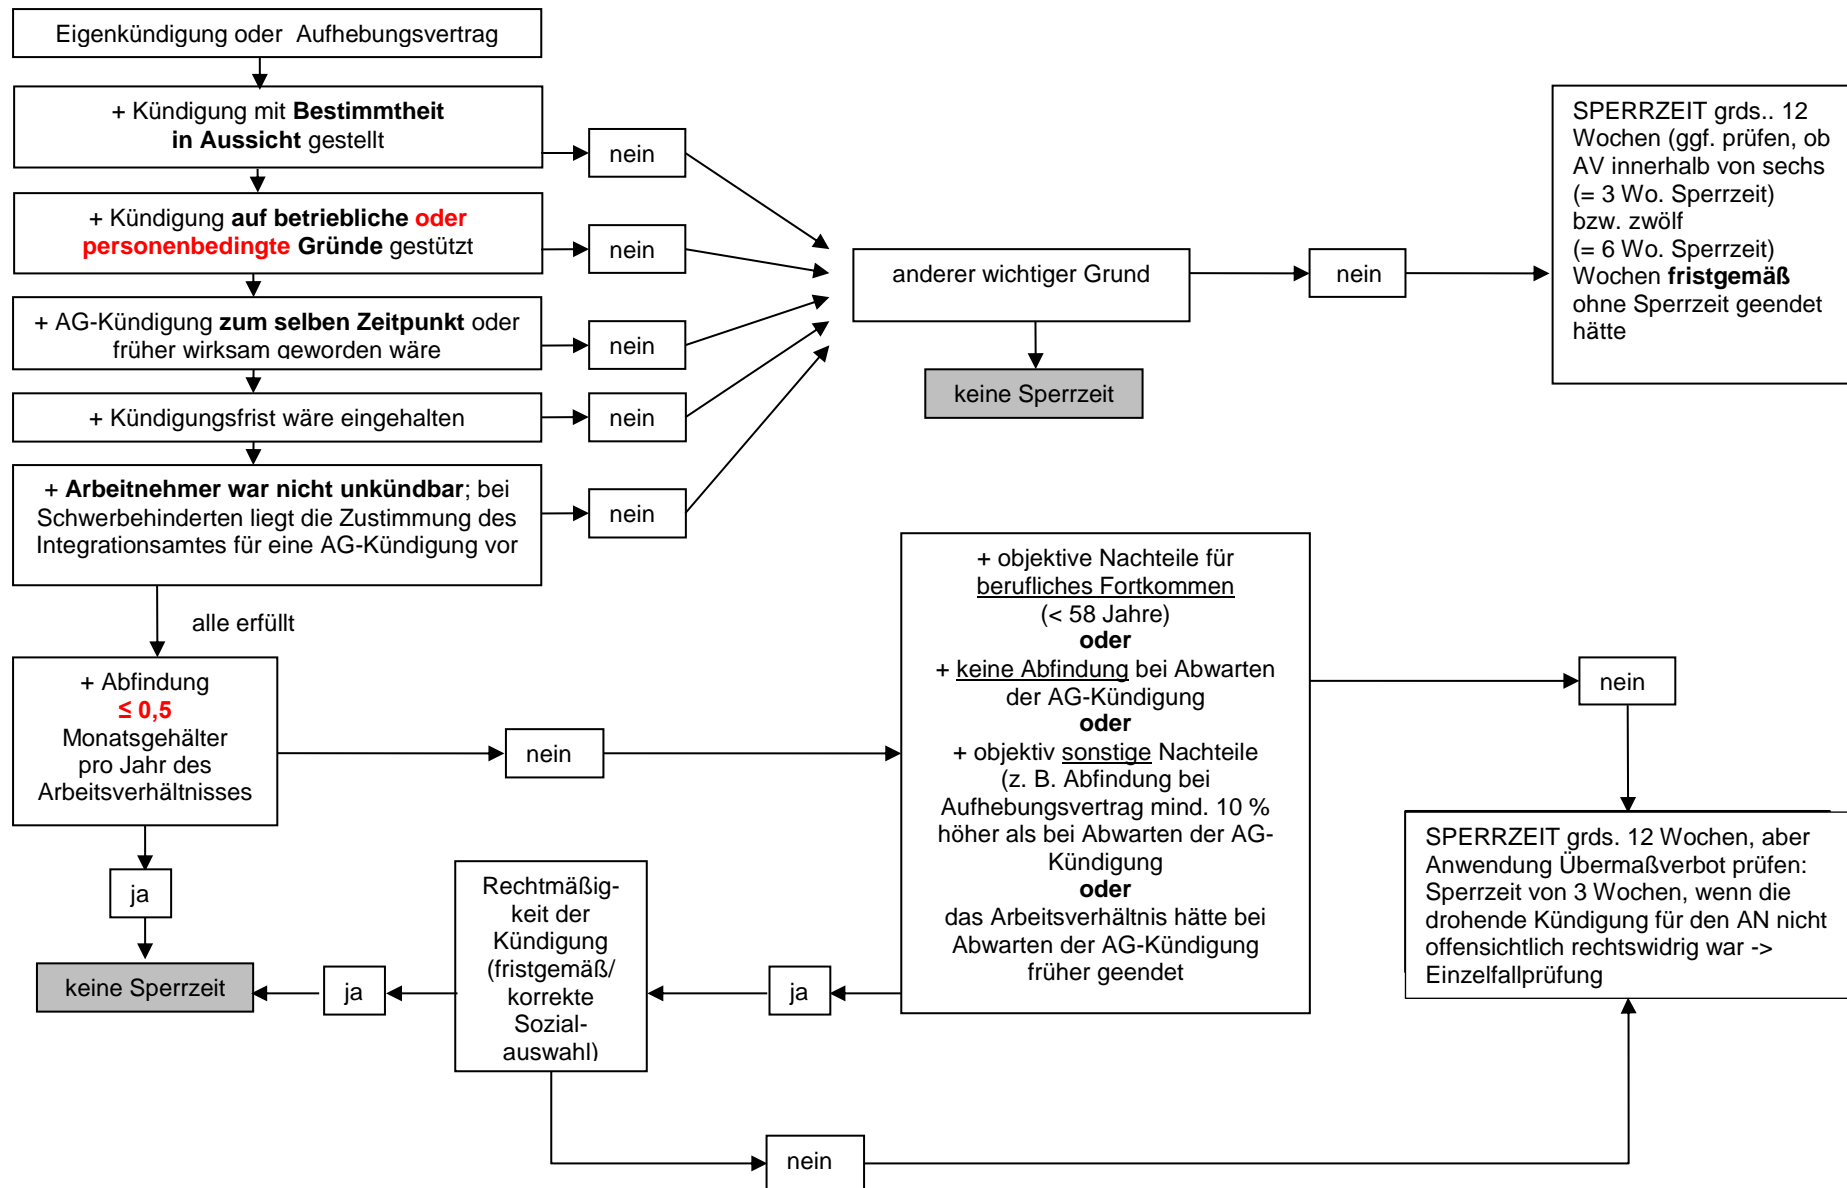 Eigenkündigung oder Aufhebungsvertrag
+ Kündigung mit Bestimmtheit
in Aussicht gestellt
nein
+ Kündigung auf betriebliche oder
personenbedingte Gründe gestützt
nein
+ AG-Kündigung zum selben Zeitpunkt oder
früher wirksam geworden wäre
nein
+ Kündigungsfrist wäre eingehalten
nein
+ Arbeitnehmer war nicht unkündbar; bei
Schwerbehinderten liegt die Zustimmung des
Integrationsamtes für eine AG-Kündigung vor
nein
anderer wichtiger Grund
nein
keine Sperrzeit
SPERRZEIT grds.. 12
Wochen (ggf. prüfen, ob
AV innerhalb von sechs
(= 3 Wo. Sperrzeit)
bzw. zwölf
(= 6 Wo. Sperrzeit)
Wochen fristgemäß
ohne Sperrzeit geendet
hätte
alle erfüllt
+ Abfindung
≤ 0,5
Monatsgehälter
pro Jahr des
Arbeitsverhältnisses
nein
ja
keine Sperrzeit
+ objektive Nachteile für
berufliches Fortkommen
(< 58 Jahre)
oder
+ keine Abfindung bei Abwarten
der AG-Kündigung
oder
+ objektiv sonstige Nachteile
(z. B. Abfindung bei
Aufhebungsvertrag mind. 10 %
höher als bei Abwarten der AG-
Kündigung
oder
das Arbeitsverhältnis hätte bei
Abwarten der AG-Kündigung
früher geendet
nein
ja
Rechtmäßig-
keit der
Kündigung
(fristgemäß/
korrekte
Sozial-
auswahl)
ja
nein
SPERRZEIT grds. 12 Wochen, aber
Anwendung Übermaßverbot prüfen:
Sperrzeit von 3 Wochen, wenn die
drohende Kündigung für den AN nicht
offensichtlich rechtswidrig war ->
Einzelfallprüfung